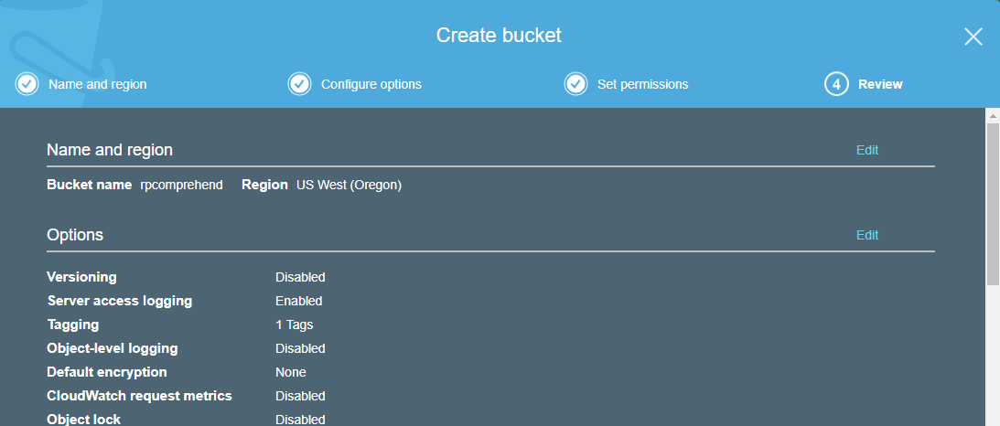 Create bucket
Name and region Configure options Set permissions 4 Review
Name and region Edit
Bucket name rpcomprehend Region US West (Oregon)
Options Edit
Versioning Disabled
Server access logging Enabled
Tagging 1 Tags
Object-level logging Disabled
Default encryption None
CloudWatch request metrics Disabled
Object lock Disabled